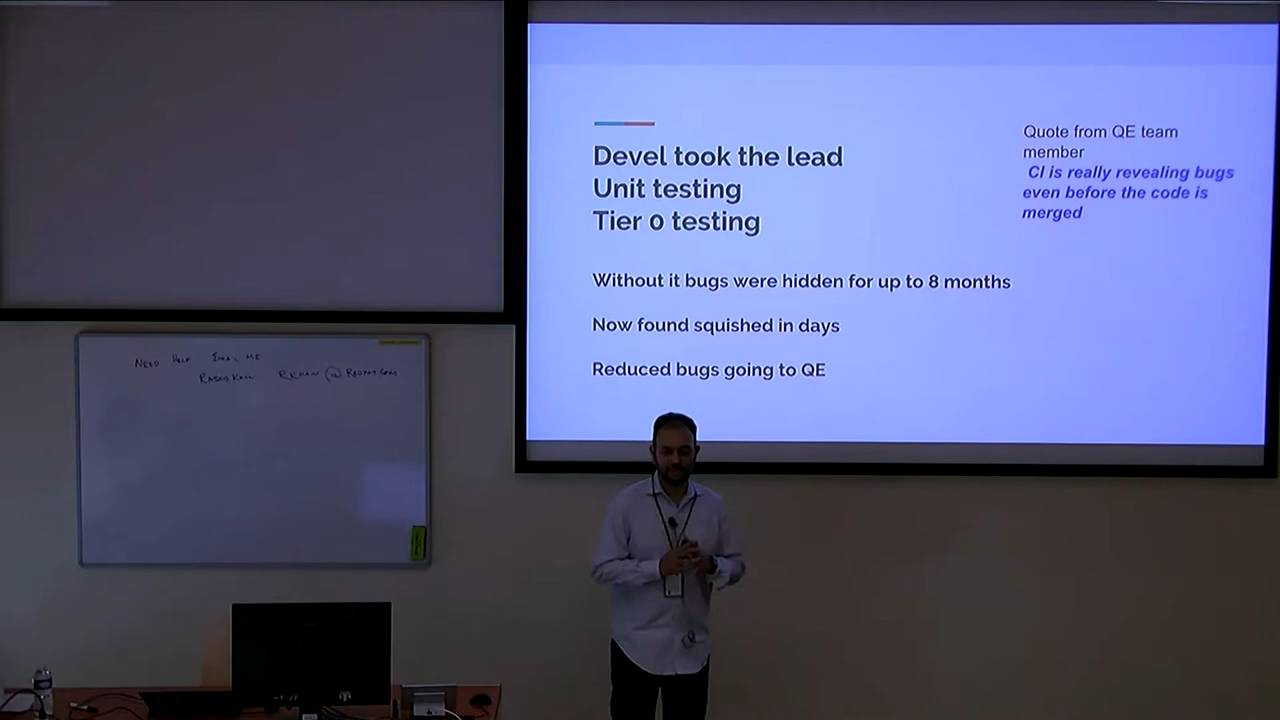 Devel took the lead
Unit testing
Tier 0 testing
Without it bugs were hidden for up to 8 months
Now found squished in days
Reduced bugs going to QE
Quote from QE team
member
CI is really revealing bugs
even before the code is
merged
NEED HELP EMAIL ME